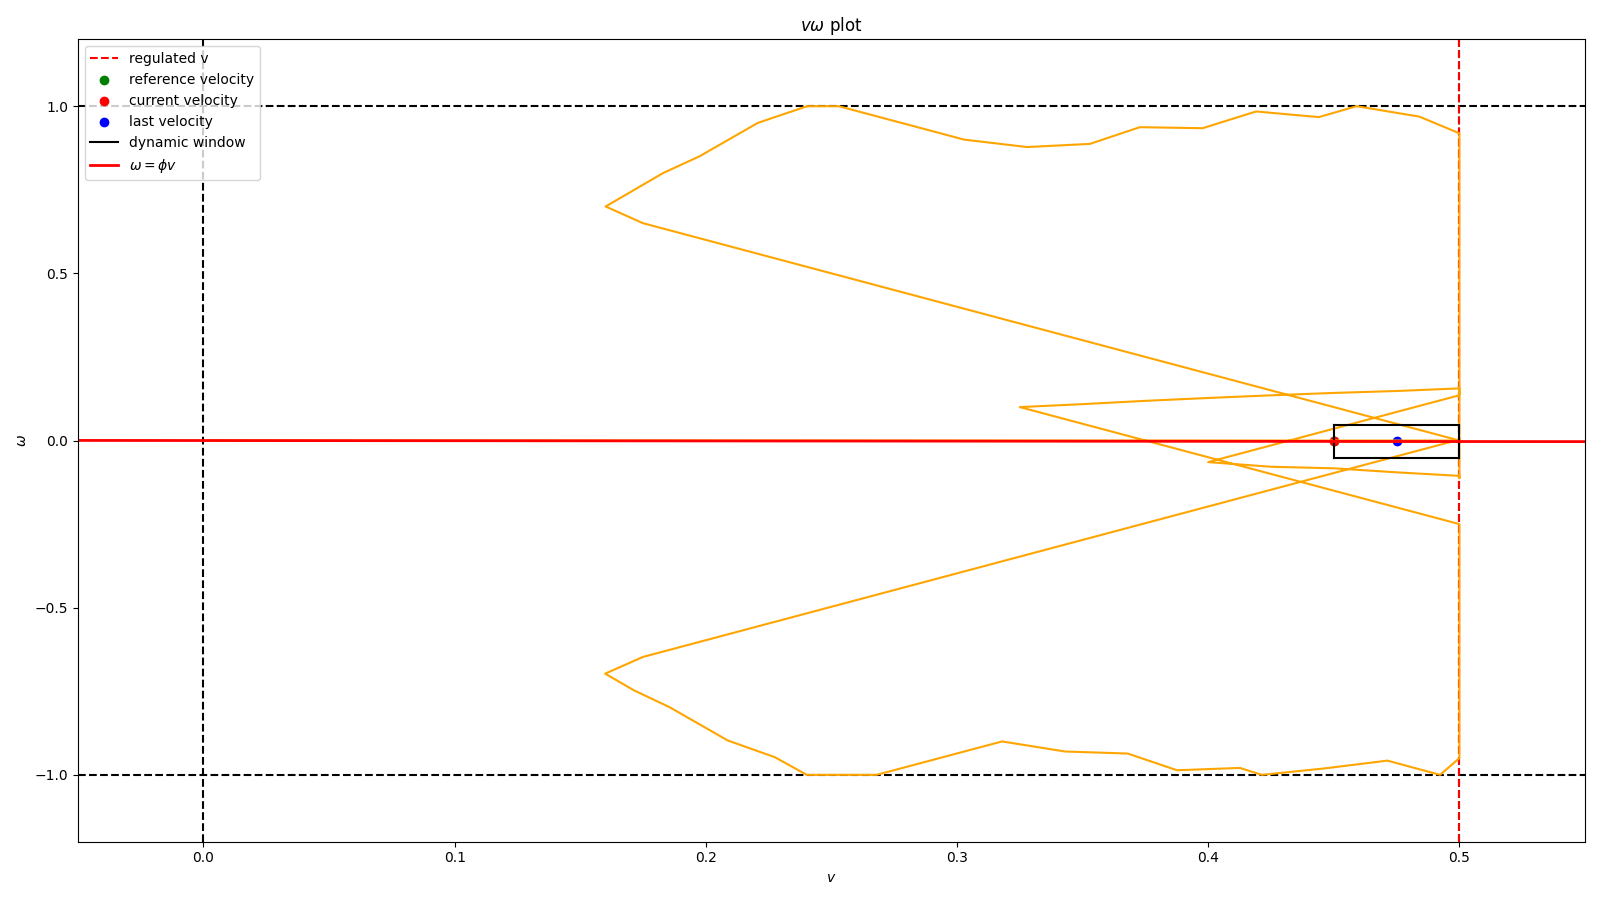 vω plot
regulated v
reference velocity
current velocity
last velocity
dynamic window
ω = ϕv
1.0
0.5
0.0
−0.5
−1.0
ω
0.0 0.1 0.2 0.3 0.4 0.5
v